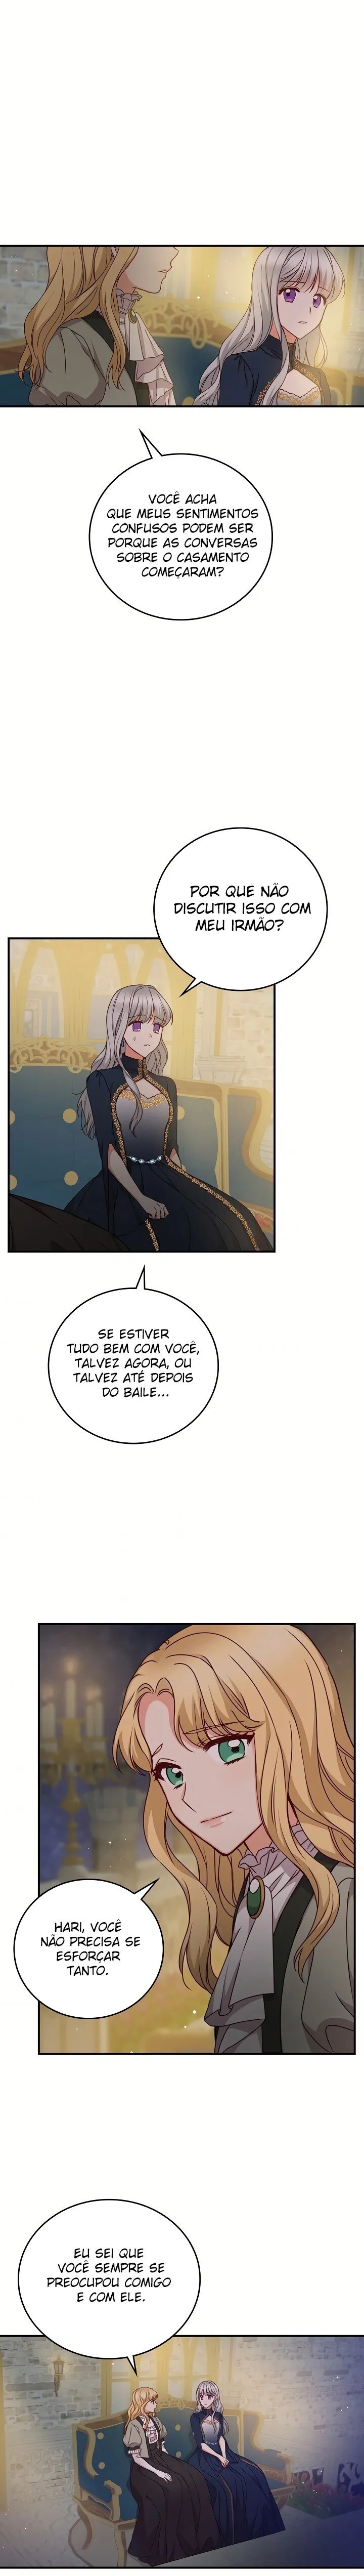 VOCÊ ACHA
QUE MEUS SENTIMENTOS
CONFUSOS PODEM SER
PORQUE AS CONVERSAS
SOBRE O CASAMENTO
COMEÇARAM?
POR QUE NÃO
DISCUTIR ISSO COM
MEU IRMÃO?
SE ESTIVER
TUDO BEM COM VOCÊ,
TALVEZ AGORA, OU
TALVEZ ATÉ DEPOIS
DO BAILE...
HARI, VOCÊ
NÃO PRECISA SE
ESFORÇAR
TANTO.
EU SEI QUE
VOCÊ SEMPRE SE
PREOCUPOU COMIGO
E COM ELE.